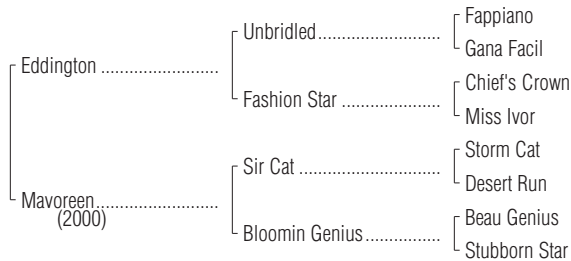 Fappiano
Unbridled
Gana Facil
Eddington
Chief's Crown
Fashion Star
Miss Ivor
Storm Cat
Sir Cat
Desert Run
Mavoreen
(2000)
Beau Genius
Bloomin Genius
Stubborn Star